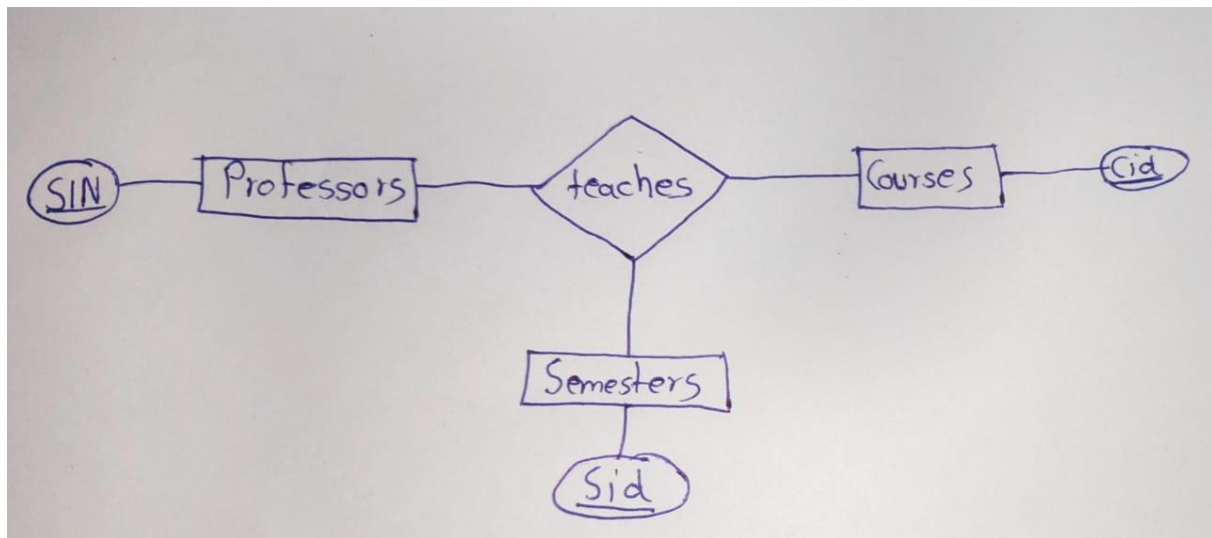 SIN
Professors
teaches
Courses
Cid
Semesters
Sid